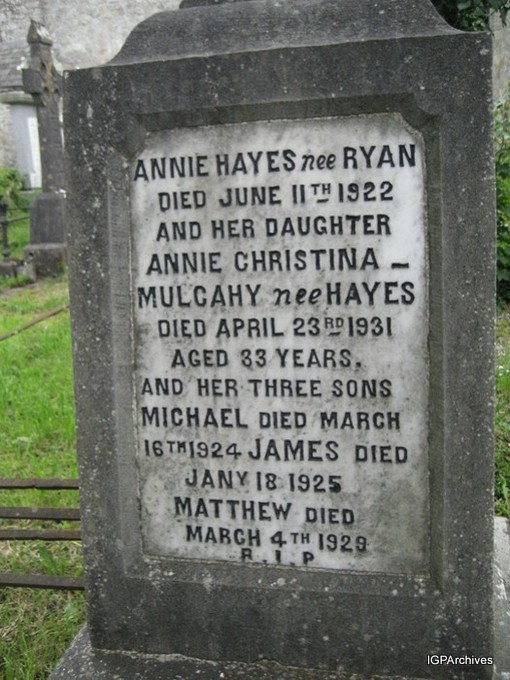 ANNIE HAYES nee RYAN
DIED JUNE 11TH 1922
AND HER DAUGHTER
ANNIE CHRISTINA –
MULCAHY nee HAYES
DIED APRIL 23RD 1931
AGED 33 YEARS.
AND HER THREE SONS
MICHAEL DIED MARCH
16TH 1924 JAMES DIED
JANY 18 1925
MATTHEW DIED
MARCH 4TH 1929
R.I.P
IGPArchives